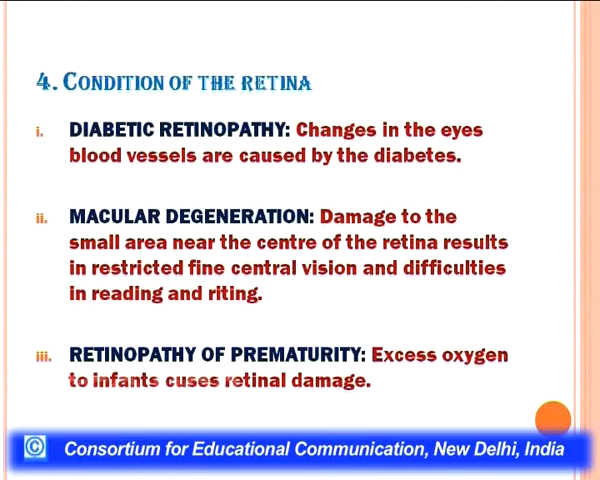 4. CONDITION OF THE RETINA
i. DIABETIC RETINOPATHY: Changes in the eyes
blood vessels are caused by the diabetes.
ii. MACULAR DEGENERATION: Damage to the
small area near the centre of the retina results
in restricted fine central vision and difficulties
in reading and riting.
iii. RETINOPATHY OF PREMATURITY: Excess oxygen
to infants cuses retinal damage.
© Consortium for Educational Communication, New Delhi, India